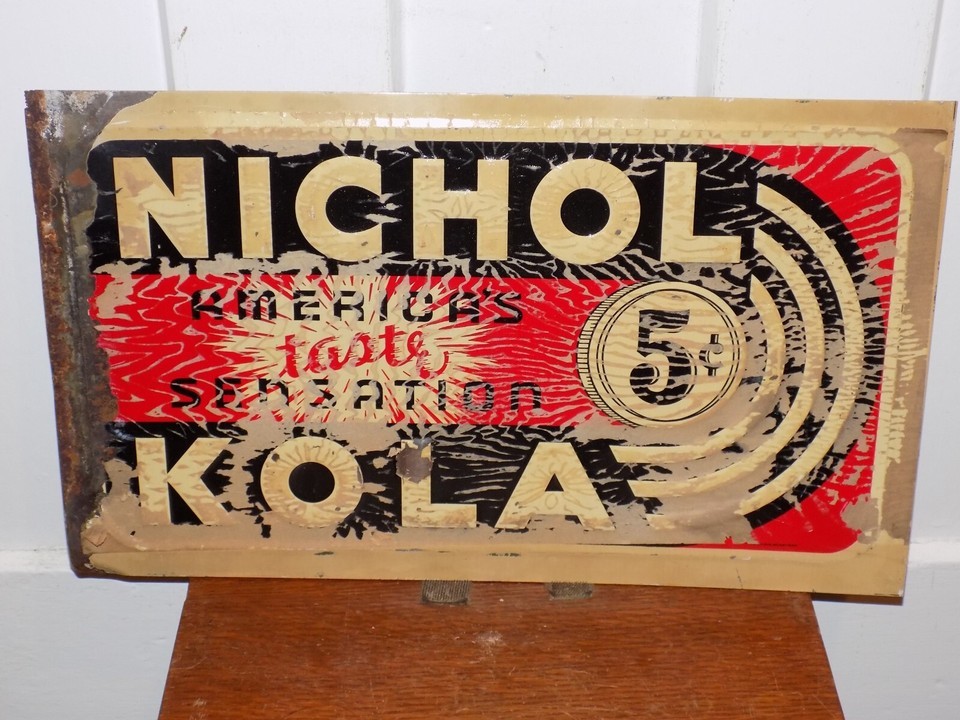 NICHOL
AMERICA'S
taste
SENSATION
5¢
KOLA